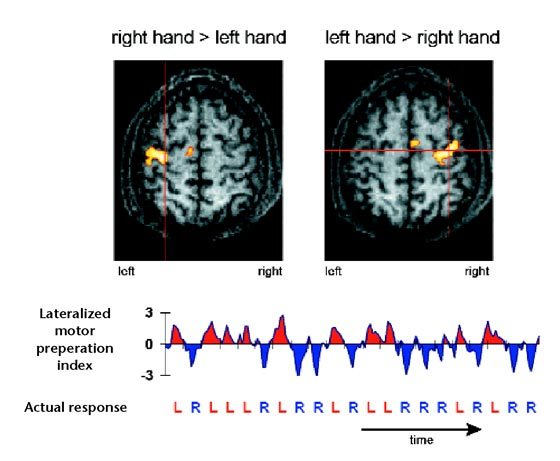 right hand > left hand
left hand > right hand
left right
left right
Lateralized
motor
preperation
index
3
0
-3
Actual response L R L L L R L R R L R L L R R R L R L R R
time